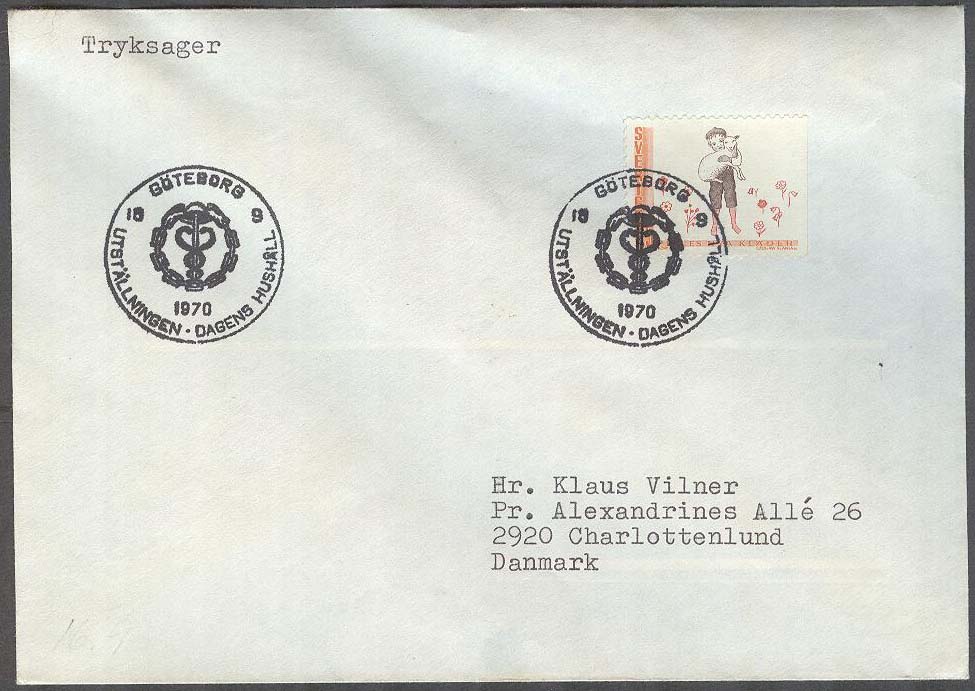 Tryksager
GÖTEBORG
18 9
1970
UTSTÄLLNINGEN · DAGENS HUSHÅLL
GÖTEBORG
18 9
1970
UTSTÄLLNINGEN · DAGENS HUSHÅLL
KLÄDER
Hr. Klaus Vilner
Pr. Alexandrines Allé 26
2920 Charlottenlund
Danmark